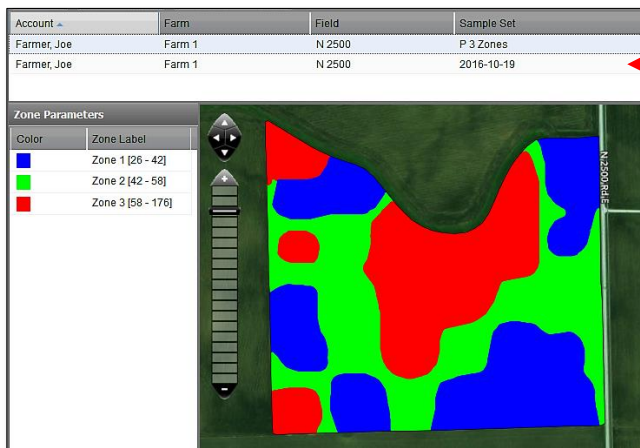 Account Farm Field Sample Set
Farmer, Joe Farm 1 N 2500 P 3 Zones
Farmer, Joe Farm 1 N 2500 2016-10-19
Zone Parameters
Color Zone Label
Zone 1 [26 - 42]
Zone 2 [42 - 58]
Zone 3 [58 - 176]
N 2500 Rd E